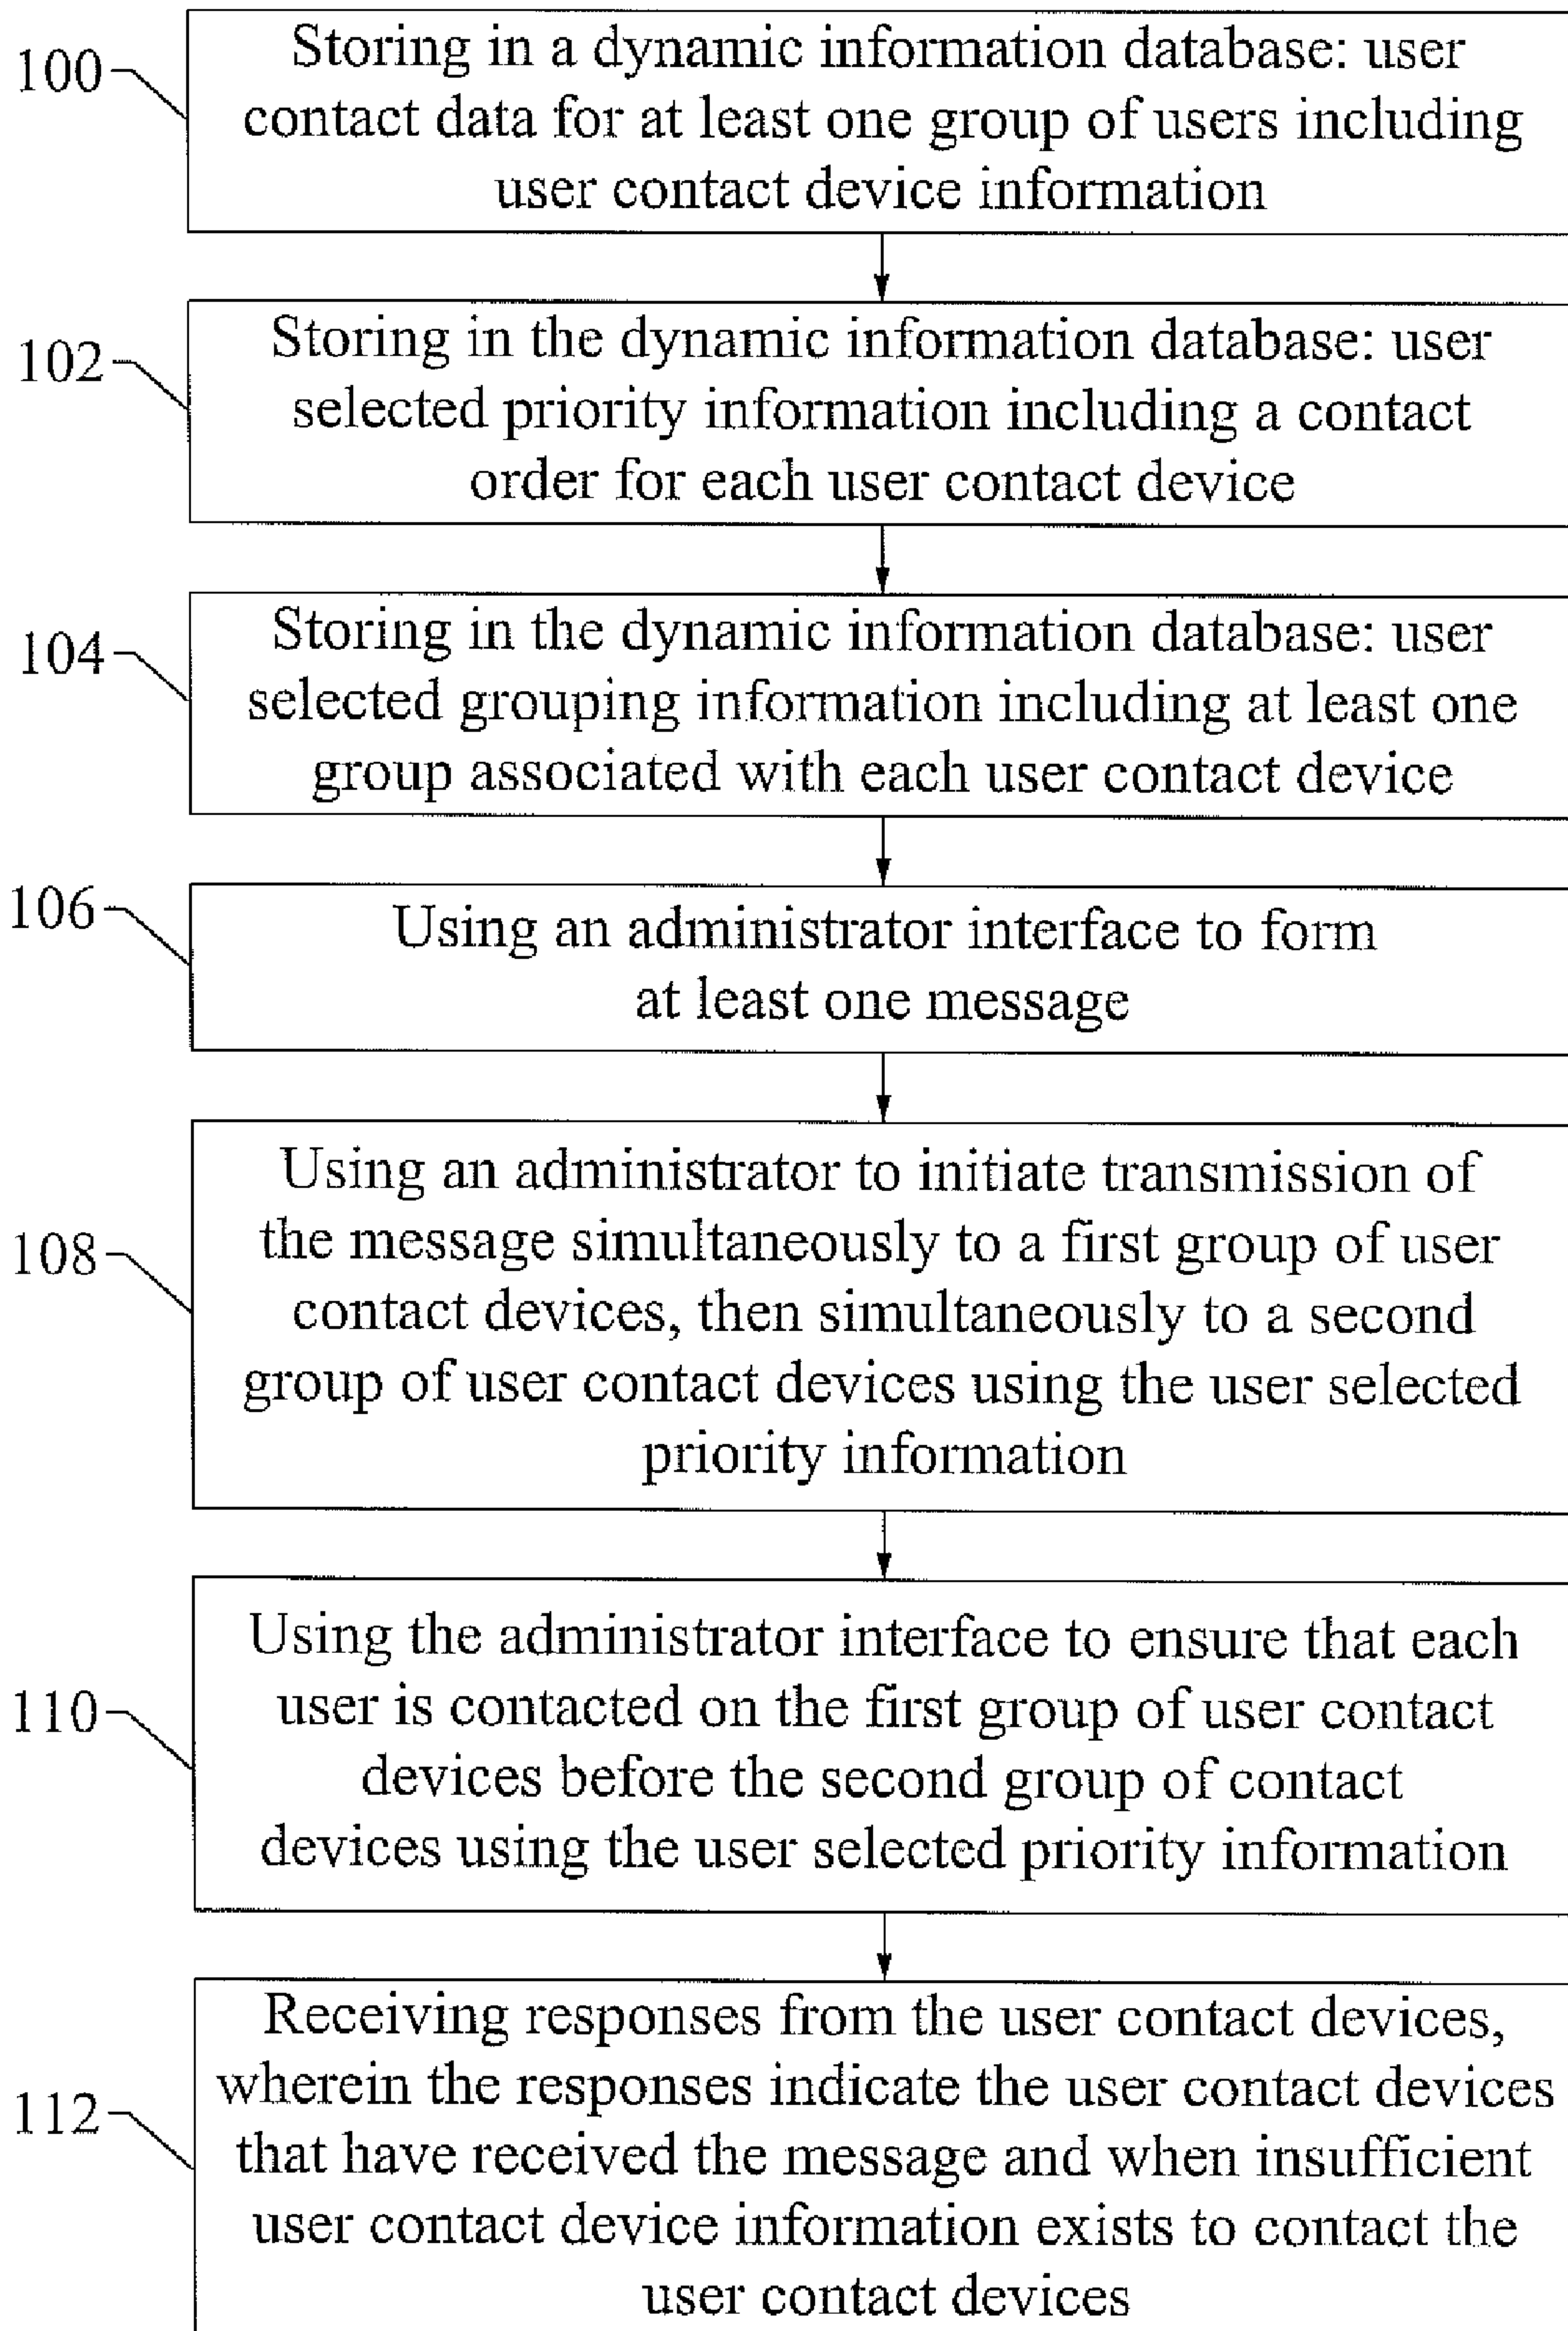 100
Storing in a dynamic information database: user
contact data for at least one group of users including
user contact device information
102
Storing in the dynamic information database: user
selected priority information including a contact
order for each user contact device
104
Storing in the dynamic information database: user
selected grouping information including at least one
group associated with each user contact device
106
Using an administrator interface to form
at least one message
108
Using an administrator to initiate transmission of
the message simultaneously to a first group of user
contact devices, then simultaneously to a second
group of user contact devices using the user selected
priority information
110
Using the administrator interface to ensure that each
user is contacted on the first group of user contact
devices before the second group of contact
devices using the user selected priority information
112
Receiving responses from the user contact devices,
wherein the responses indicate the user contact devices
that have received the message and when insufficient
user contact device information exists to contact the
user contact devices